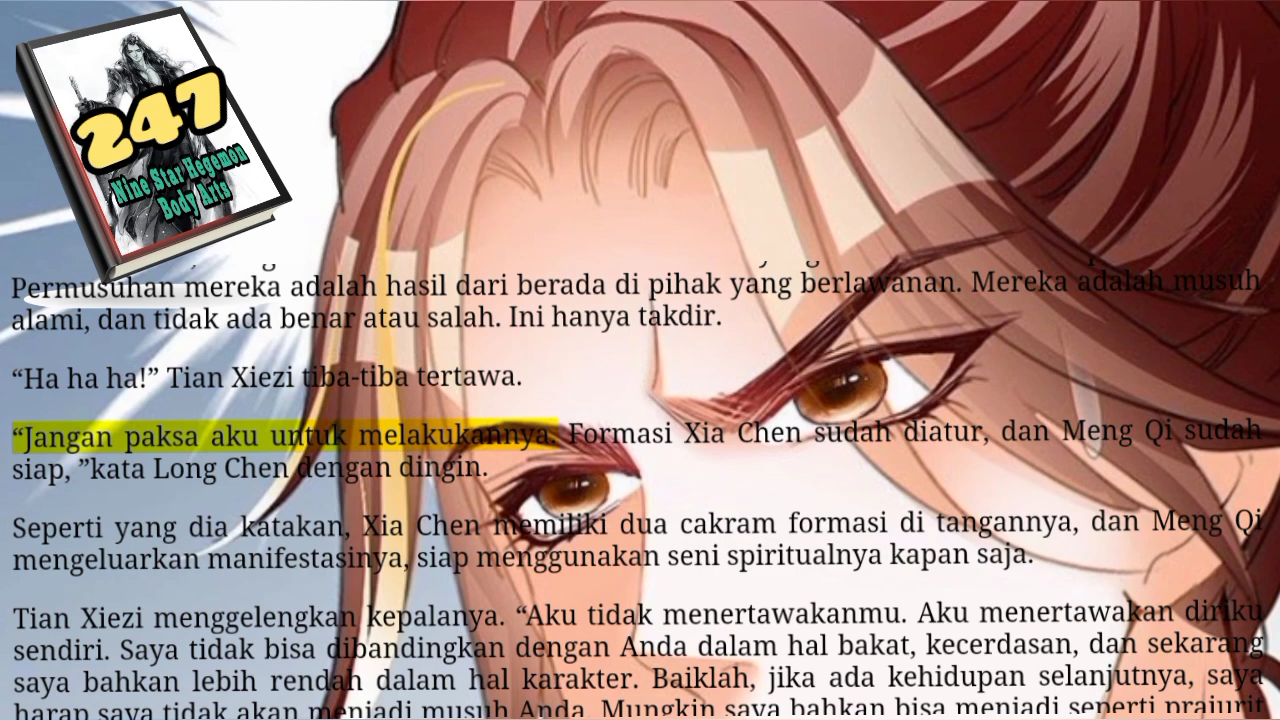 247
Nine Star Hegemon
Body Arts
Permusuhan mereka adalah hasil dari berada di pihak yang berlawanan. Mereka adalah musuh
alami, dan tidak ada benar atau salah. Ini hanya takdir.
“Ha ha ha!” Tian Xiezi tiba-tiba tertawa.
“Jangan paksa aku untuk melakukannya. Formasi Xia Chen sudah diatur, dan Meng Qi sudah
siap, ”kata Long Chen dengan dingin.
Seperti yang dia katakan, Xia Chen memiliki dua cakram formasi di tangannya, dan Meng Qi
mengeluarkan manifestasinya, siap menggunakan seni spiritualnya kapan saja.
Tian Xiezi menggelengkan kepalanya. “Aku tidak menertawakanmu. Aku menertawakan diriku
sendiri. Saya tidak bisa dibandingkan dengan Anda dalam hal bakat, kecerdasan, dan sekarang
saya bahkan lebih rendah dalam hal karakter. Baiklah, jika ada kehidupan selanjutnya, saya
harap saya tidak akan menjadi musuh Anda. Mungkin saya bahkan bisa menjadi seperti prajurit